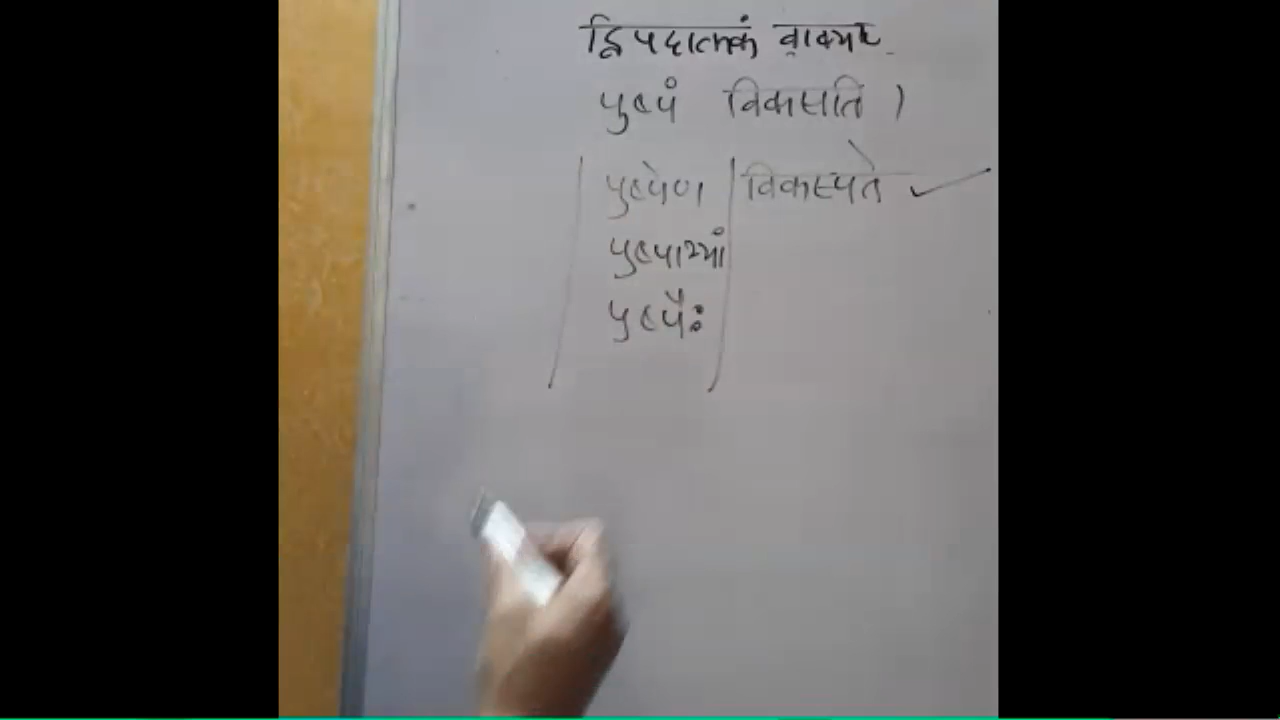 द्विपदात्मकं वाक्यम्
पुष्पं विकसति ।
पुष्पेण विकस्यते
पुष्पाभ्यां
पुष्पैः